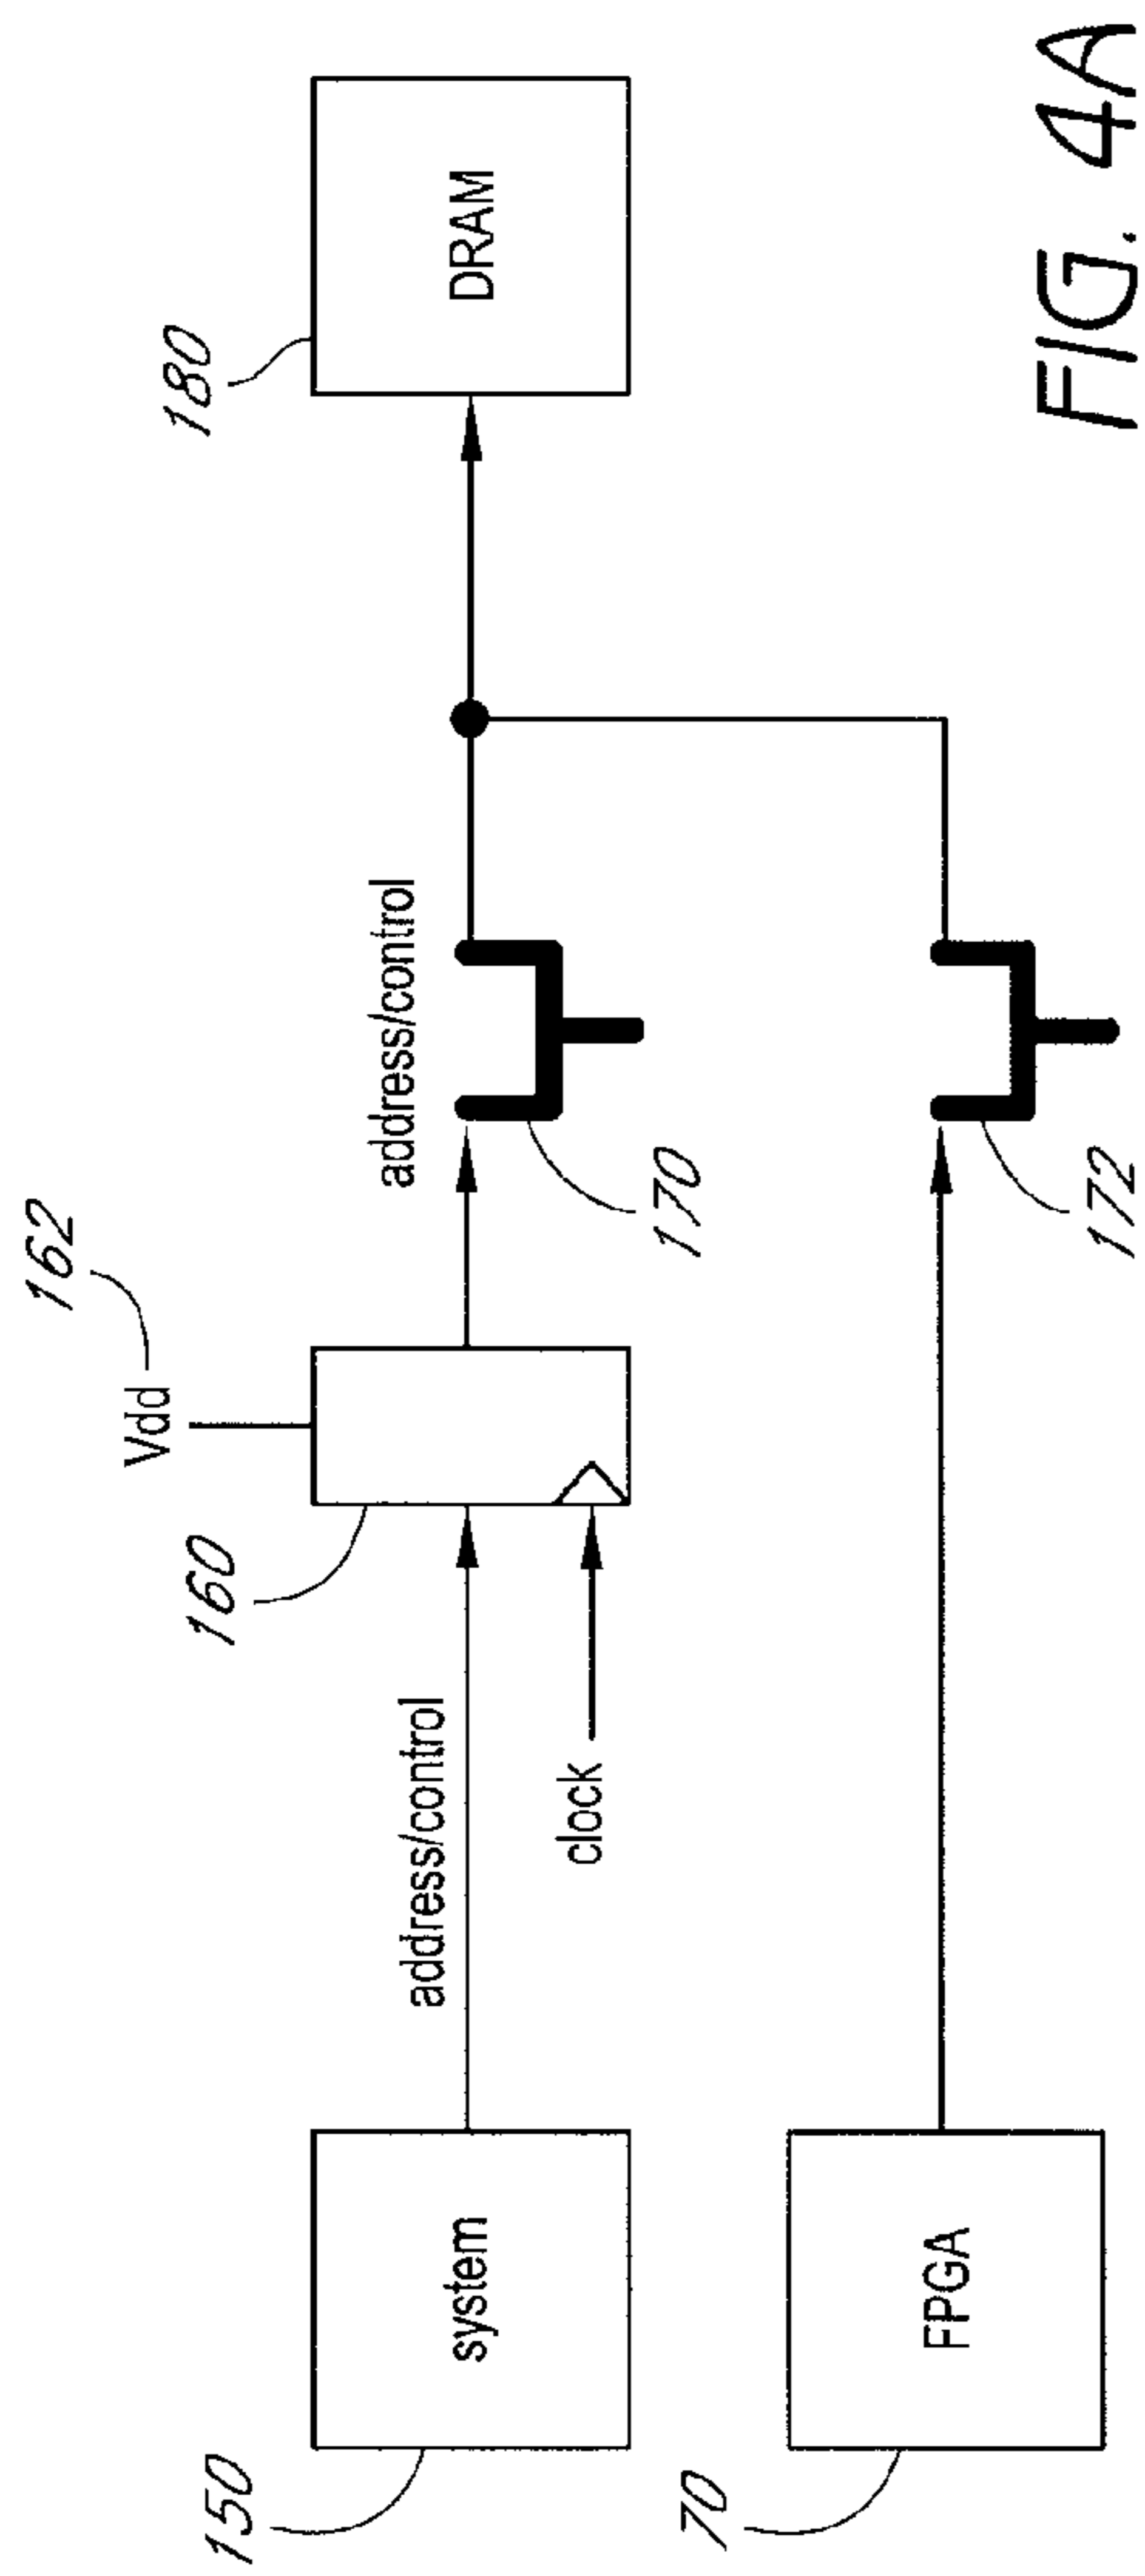 162
Vdd
180
160
address/control
address/control
DRAM
150
system
clock
170
70
FPGA
172
FIG. 4A